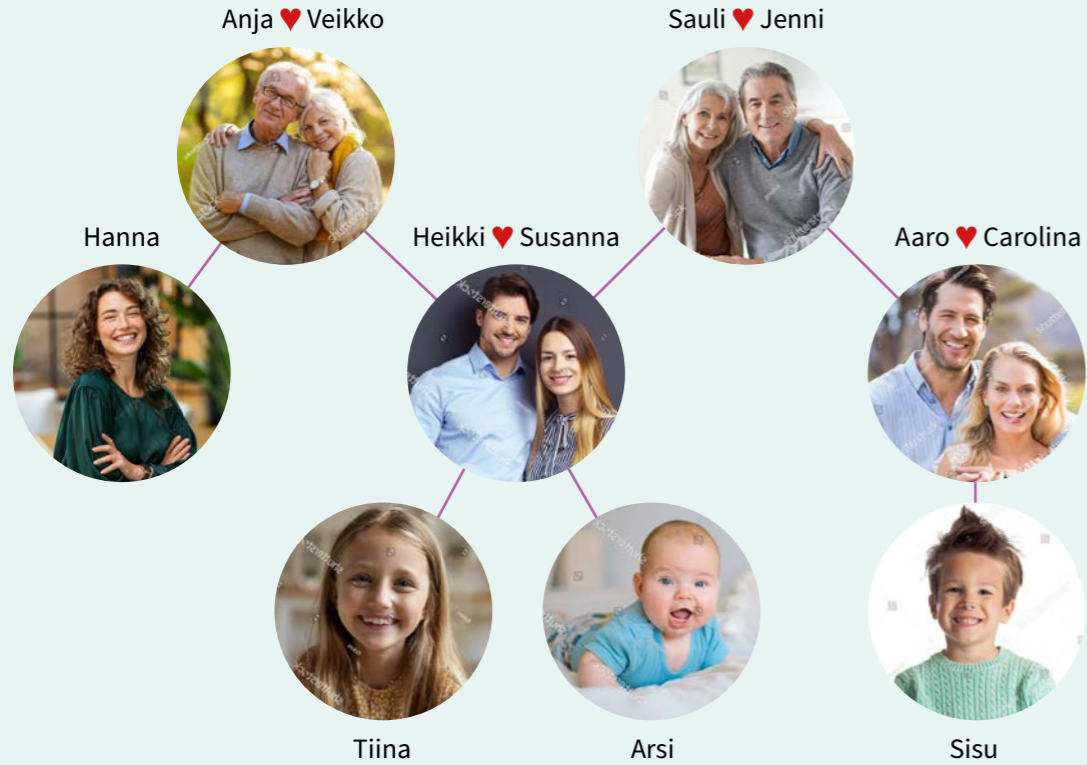 Anja ♥ Veikko
Sauli ♥ Jenni
Hanna
Heikki ♥ Susanna
Aaro ♥ Carolina
Tiina
Arsi
Sisu